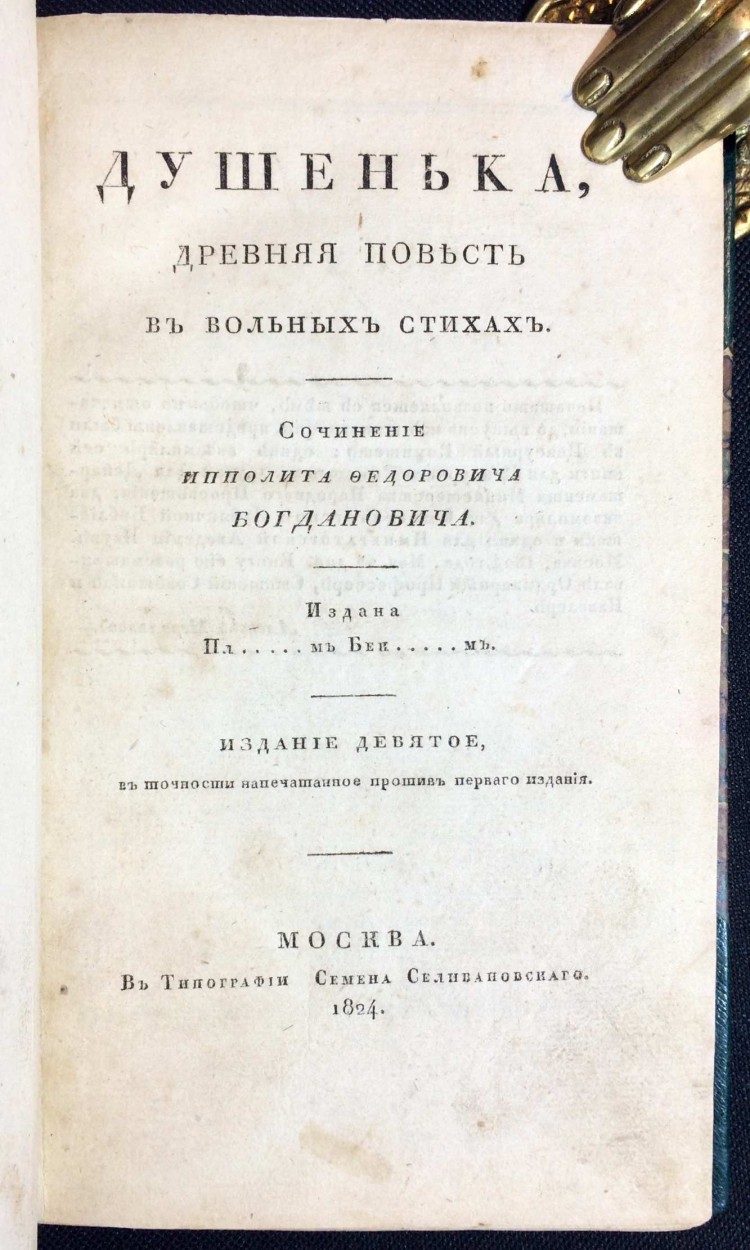 ДУШЕНЬКА,
ДРЕВНЯЯ ПОВѢСТЬ
ВЪ ВОЛЬНЫХЪ СТИХАХЪ.
СОЧИНЕНІЕ
ИППОЛИТА ѲЕДОРОВИЧА
БОГДАНОВИЧА.
Издана
Пл.....мъ Бек.....мъ.
ИЗДАНІЕ ДЕВЯТОЕ,
въ точности напечатанное противъ перваго изданія.
МОСКВА.
Въ Типографіи Семена Селивановскаго.
1824.